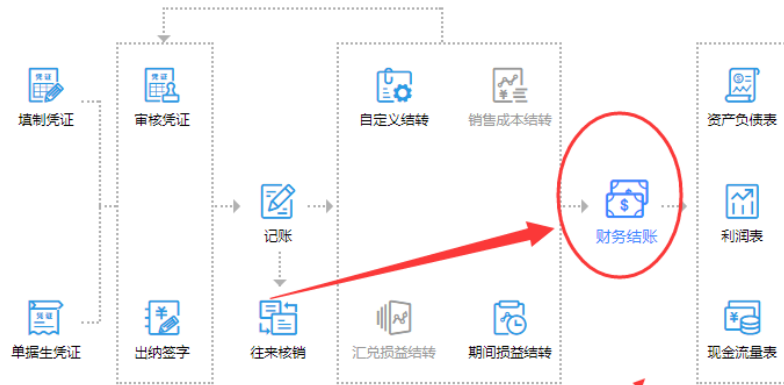 填制凭证
审核凭证
自定义结转
销售成本结转
资产负债表
记账
财务结账
利润表
单据生凭证
出纳签字
往来核销
汇兑损益结转
期间损益结转
现金流量表